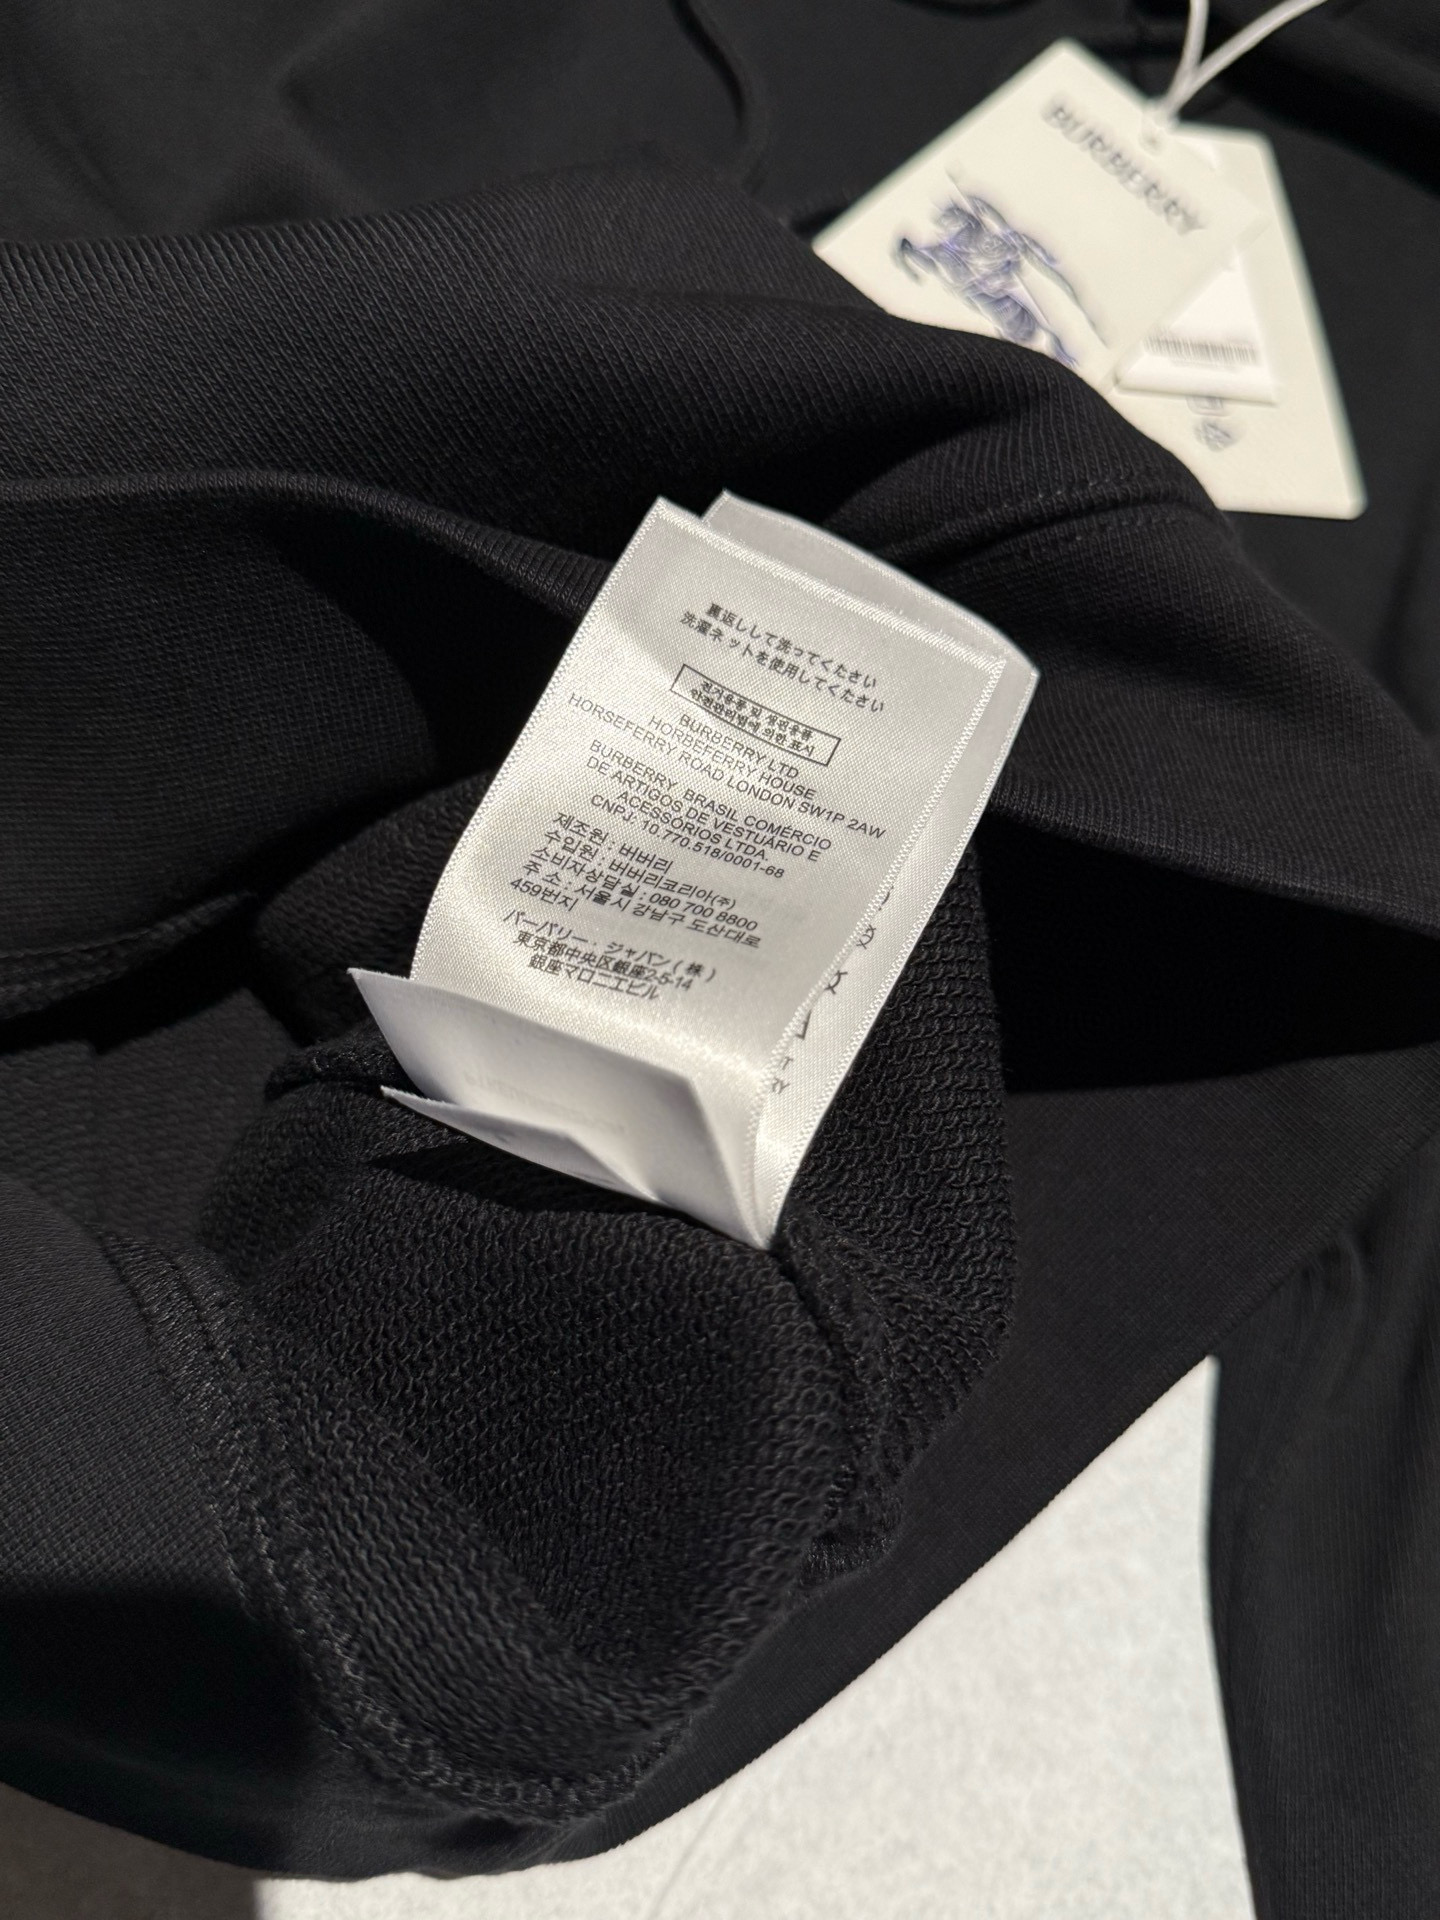 BURBERRY
裏返しして洗ってください
洗濯ネットを使用してください
BURBERRY LTD
HORBEFERRY HOUSE
HORSEFERRY ROAD LONDON SW1P 2AW
BURBERRY BRASIL COMÉRCIO
DE ARTIGOS DE VESTUÁRIO E
ACESSÓRIOS LTDA.
CNPJ: 10.770.518/0001-68
제조원 : 버버리
수입원 : 버버리코리아(주)
소비자상담실 : 080 700 8800
주 소 : 서울시 강남구 도산대로
459번지
バーバリー・ジャパン ( 株 )
東京都中央区銀座2-5-14
銀座マロニエビル